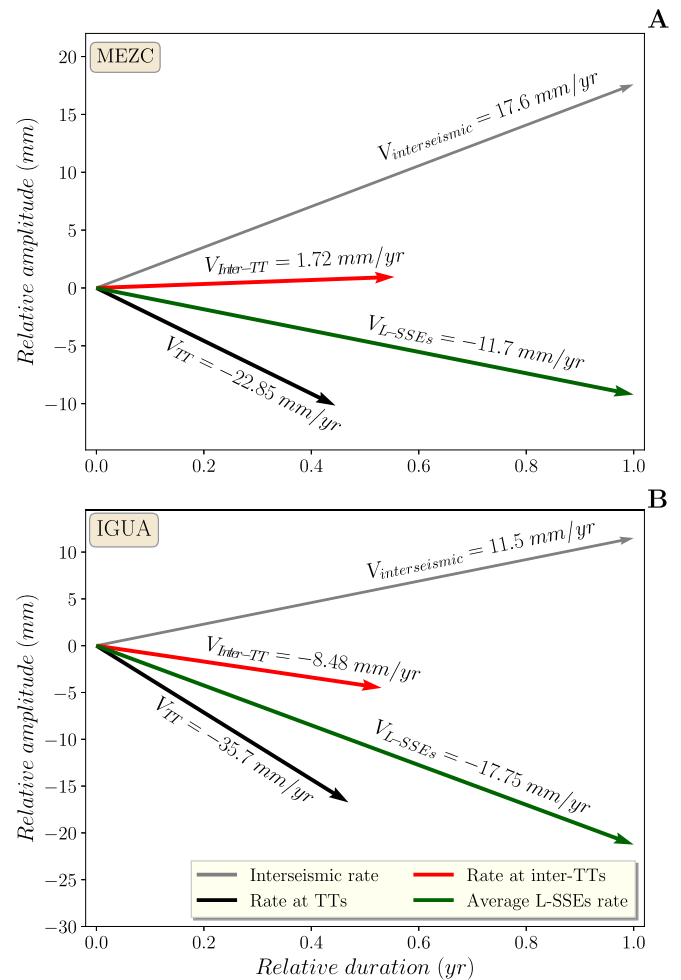 A
MEZC
20
15
10
5
0
−5
−10
Relative amplitude (mm)
V_interseismic = 17.6 mm/yr
V_Inter−TT = 1.72 mm/yr
V_L−SSEs = −11.7 mm/yr
V_TT = −22.85 mm/yr
0.0 0.2 0.4 0.6 0.8 1.0
B
IGUA
10
5
0
−5
−10
−15
−20
−25
−30
Relative amplitude (mm)
V_interseismic = 11.5 mm/yr
V_Inter−TT = −8.48 mm/yr
V_L−SSEs = −17.75 mm/yr
V_TT = −35.7 mm/yr
Interseismic rate
Rate at TTs
Rate at inter-TTs
Average L-SSEs rate
0.0 0.2 0.4 0.6 0.8 1.0
Relative duration (yr)